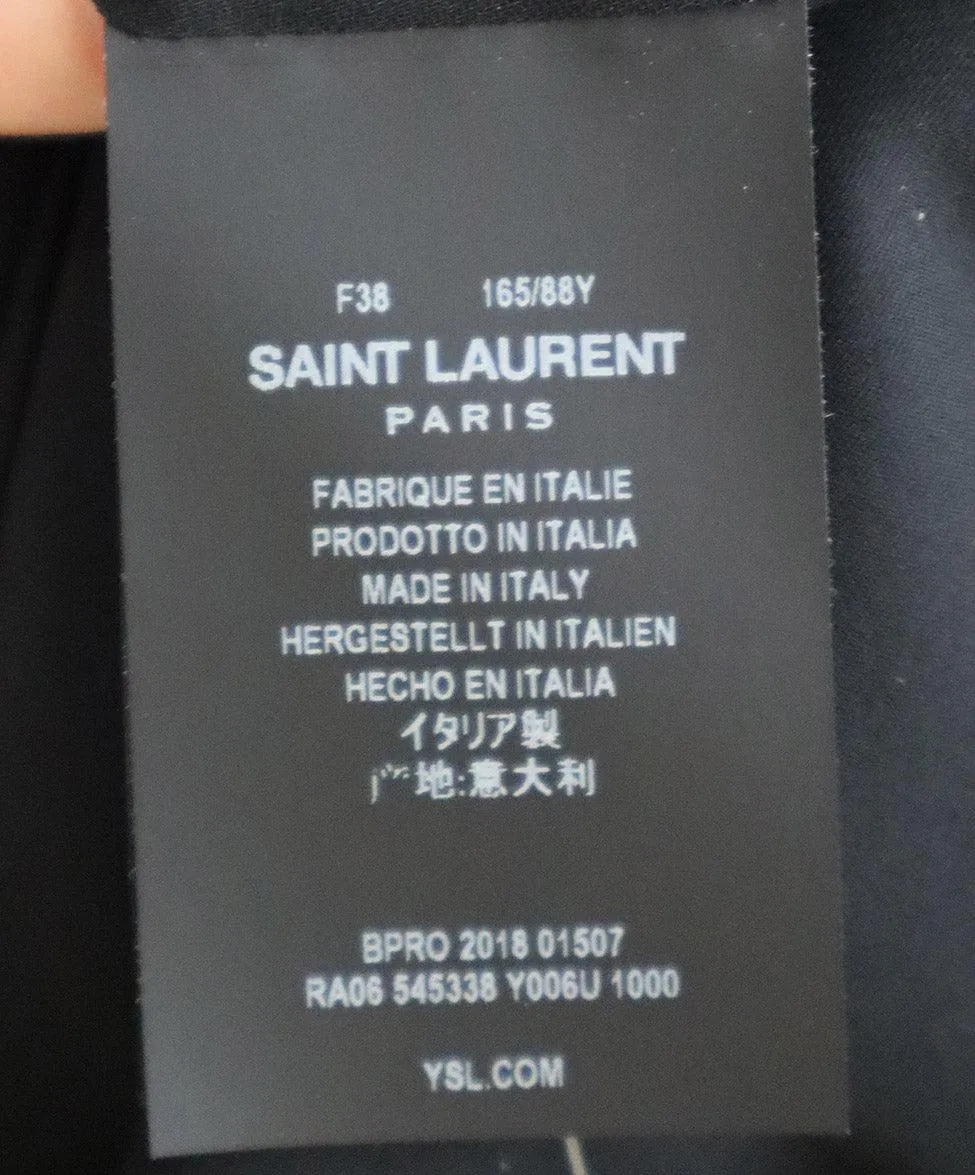 F38 165/88Y
SAINT LAURENT
PARIS
FABRIQUE EN ITALIE
PRODOTTO IN ITALIA
MADE IN ITALY
HERGESTELLT IN ITALIEN
HECHO EN ITALIA
イタリア製
地:意大利
BPRO 2018 01507
RA06 545338 Y006U 1000
YSL.COM